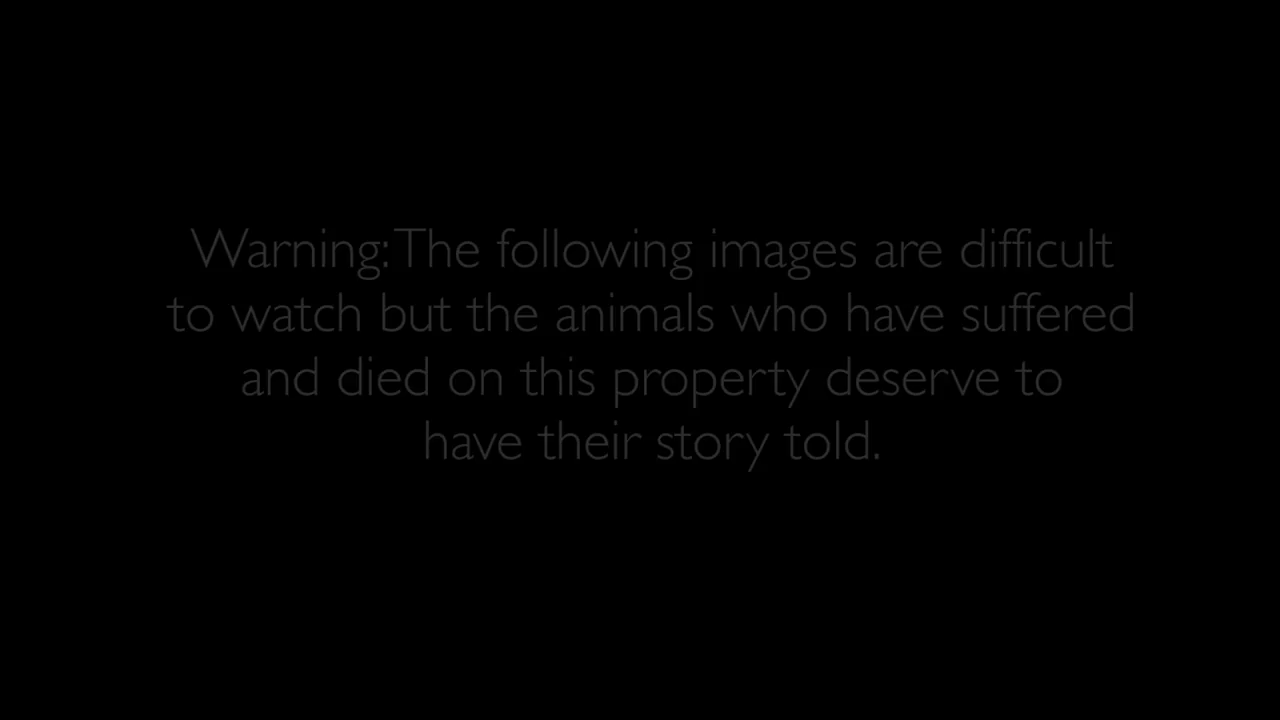 Warning: The following images are difficult
to watch but the animals who have suffered
and died on this property deserve to
have their story told.